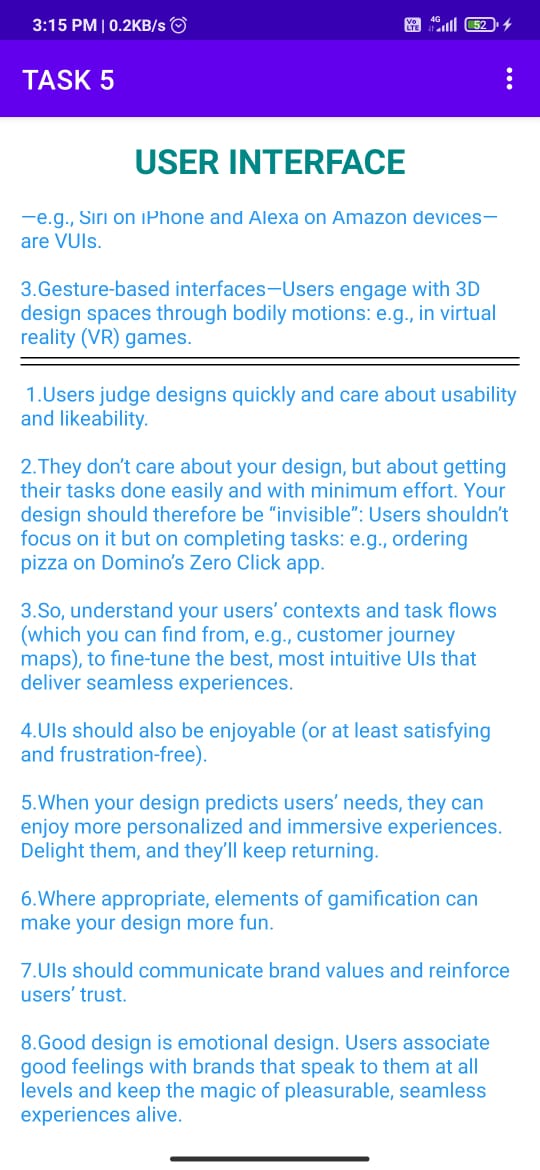 3:15 PM | 0.2KB/s
Vo LTE 4G 52
TASK 5
USER INTERFACE
—e.g., Siri on iPhone and Alexa on Amazon devices—
are VUIs.
3.Gesture-based interfaces—Users engage with 3D
design spaces through bodily motions: e.g., in virtual
reality (VR) games.
1.Users judge designs quickly and care about usability
and likeability.
2.They don’t care about your design, but about getting
their tasks done easily and with minimum effort. Your
design should therefore be “invisible”: Users shouldn’t
focus on it but on completing tasks: e.g., ordering
pizza on Domino’s Zero Click app.
3.So, understand your users’ contexts and task flows
(which you can find from, e.g., customer journey
maps), to fine-tune the best, most intuitive UIs that
deliver seamless experiences.
4.UIs should also be enjoyable (or at least satisfying
and frustration-free).
5.When your design predicts users’ needs, they can
enjoy more personalized and immersive experiences.
Delight them, and they’ll keep returning.
6.Where appropriate, elements of gamification can
make your design more fun.
7.UIs should communicate brand values and reinforce
users’ trust.
8.Good design is emotional design. Users associate
good feelings with brands that speak to them at all
levels and keep the magic of pleasurable, seamless
experiences alive.